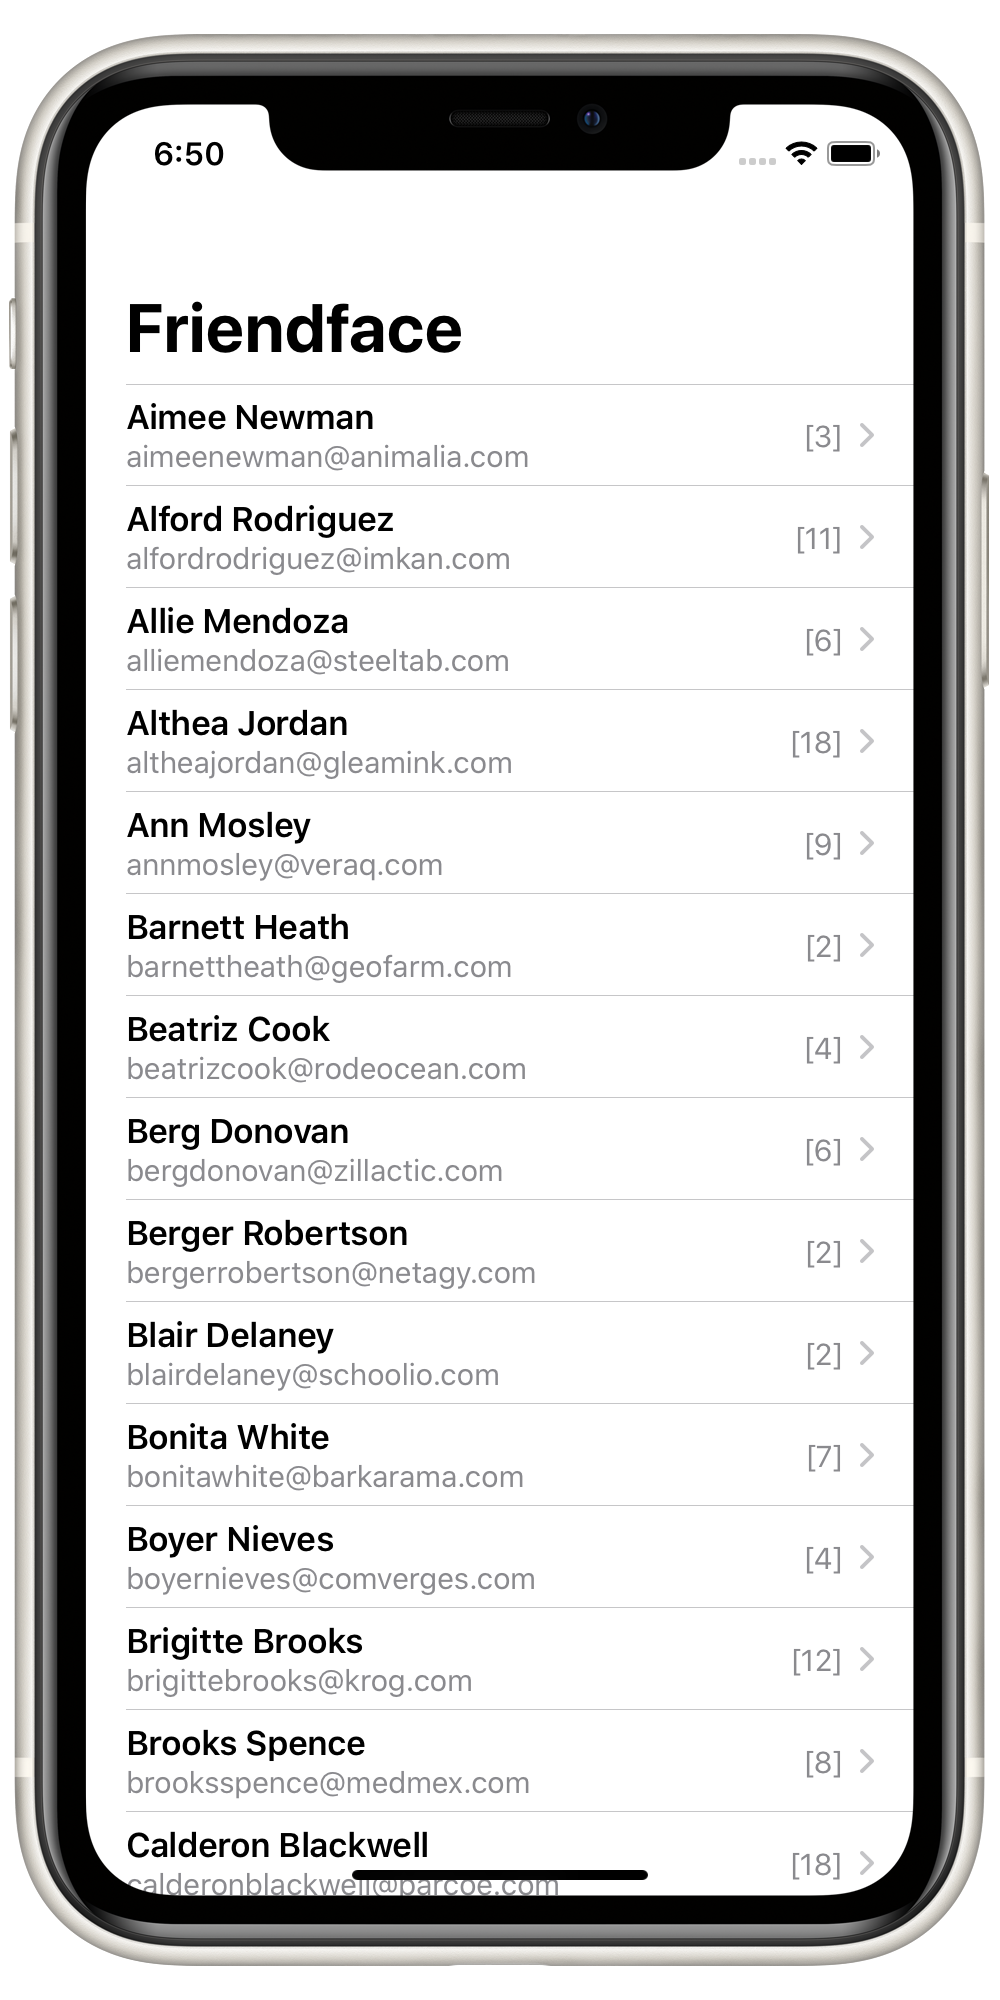 6:50
Friendface
Aimee Newman
aimeenewman@animalia.com
[3]
Alford Rodriguez
alfordrodriguez@imkan.com
[11]
Allie Mendoza
alliemendoza@steeltab.com
[6]
Althea Jordan
altheajordan@gleamink.com
[18]
Ann Mosley
annmosley@veraq.com
[9]
Barnett Heath
barnettheath@geofarm.com
[2]
Beatriz Cook
beatrizcook@rodeocean.com
[4]
Berg Donovan
bergdonovan@zillactic.com
[6]
Berger Robertson
bergerrobertson@netagy.com
[2]
Blair Delaney
blairdelaney@schoolio.com
[2]
Bonita White
bonitawhite@barkarama.com
[7]
Boyer Nieves
boyernieves@comverges.com
[4]
Brigitte Brooks
brigittebrooks@krog.com
[12]
Brooks Spence
brooksspence@medmex.com
[8]
Calderon Blackwell
calderonblackwell@parcoe.com
[18]